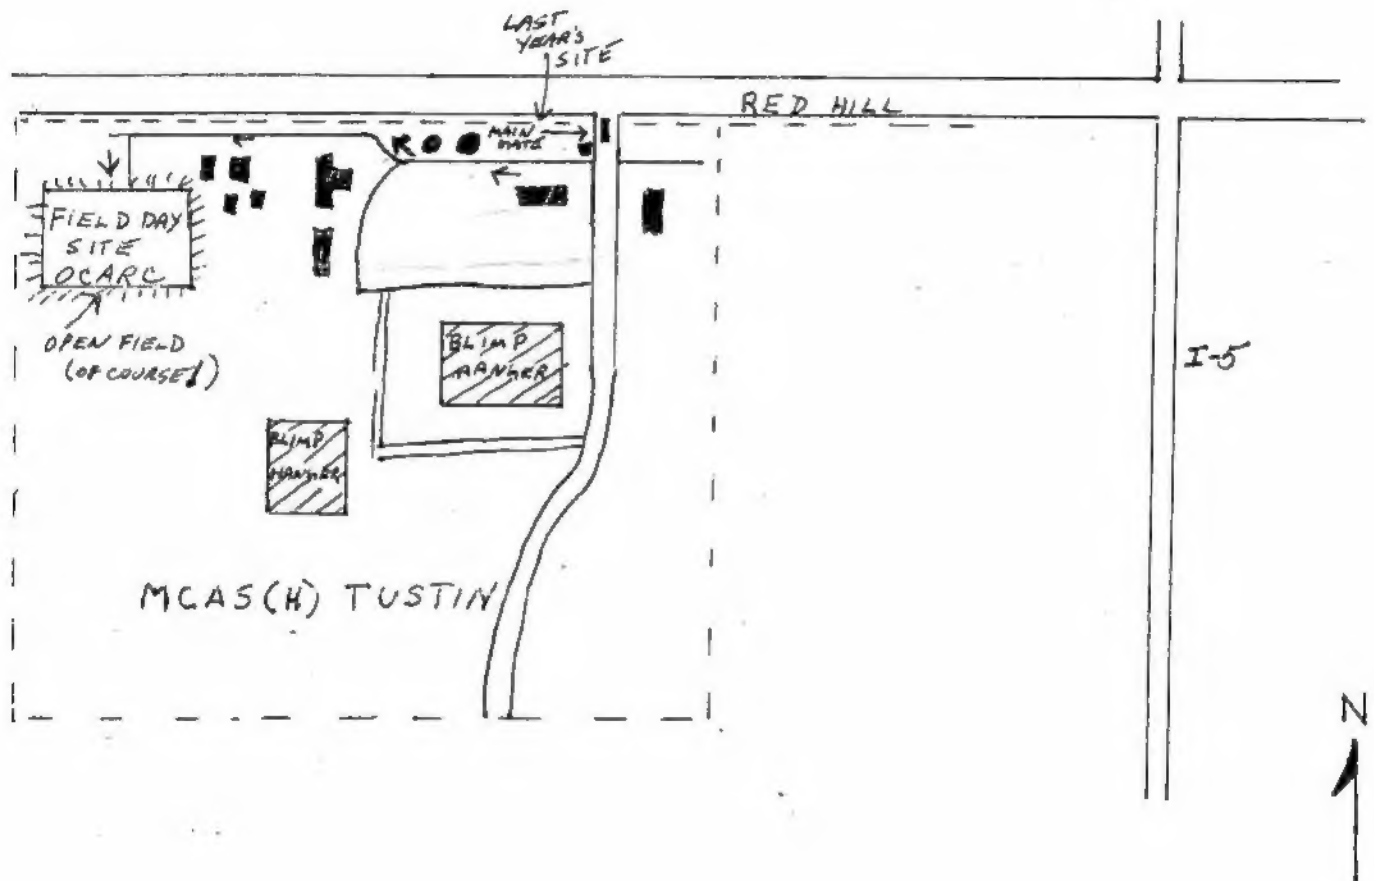 LAST
YEAR'S
SITE
RED HILL
MAIN
GATE
FIELD DAY
SITE
OCARC
OPEN FIELD
(OF COURSE!)
BLIMP
HANGER
I-5
BLIMP
HANGER
MCAS(H) TUSTIN
N